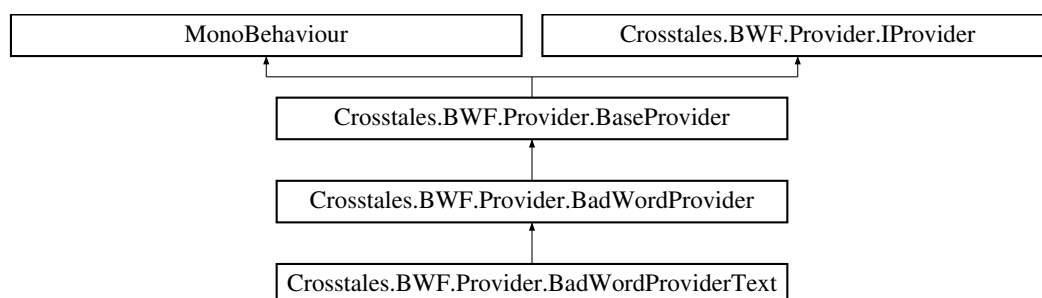 MonoBehaviour
Crosstales.BWF.Provider.IProvider
Crosstales.BWF.Provider.BaseProvider
Crosstales.BWF.Provider.BadWordProvider
Crosstales.BWF.Provider.BadWordProviderText